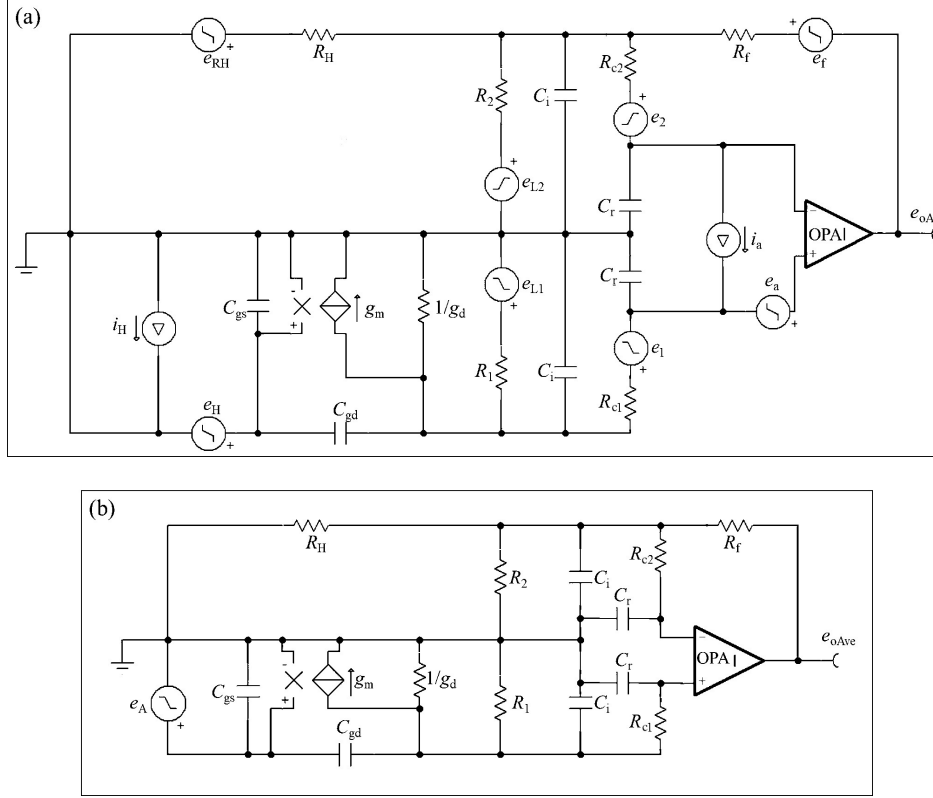 (a)
e_RH
R_H
R_f
e_f
R_2
C_i
R_c2
e_2
e_L2
C_r
i_a
OPAI
e_oA
C_gs
-
+
g_m
1/g_d
e_L1
C_r
e_a
i_H
e_1
R_1
C_i
R_c1
e_H
C_gd
(b)
R_H
R_f
R_2
C_i
R_c2
C_r
e_oAve
OPA I
C_gs
-
+
g_m
1/g_d
R_1
C_r
e_A
C_i
R_c1
C_gd